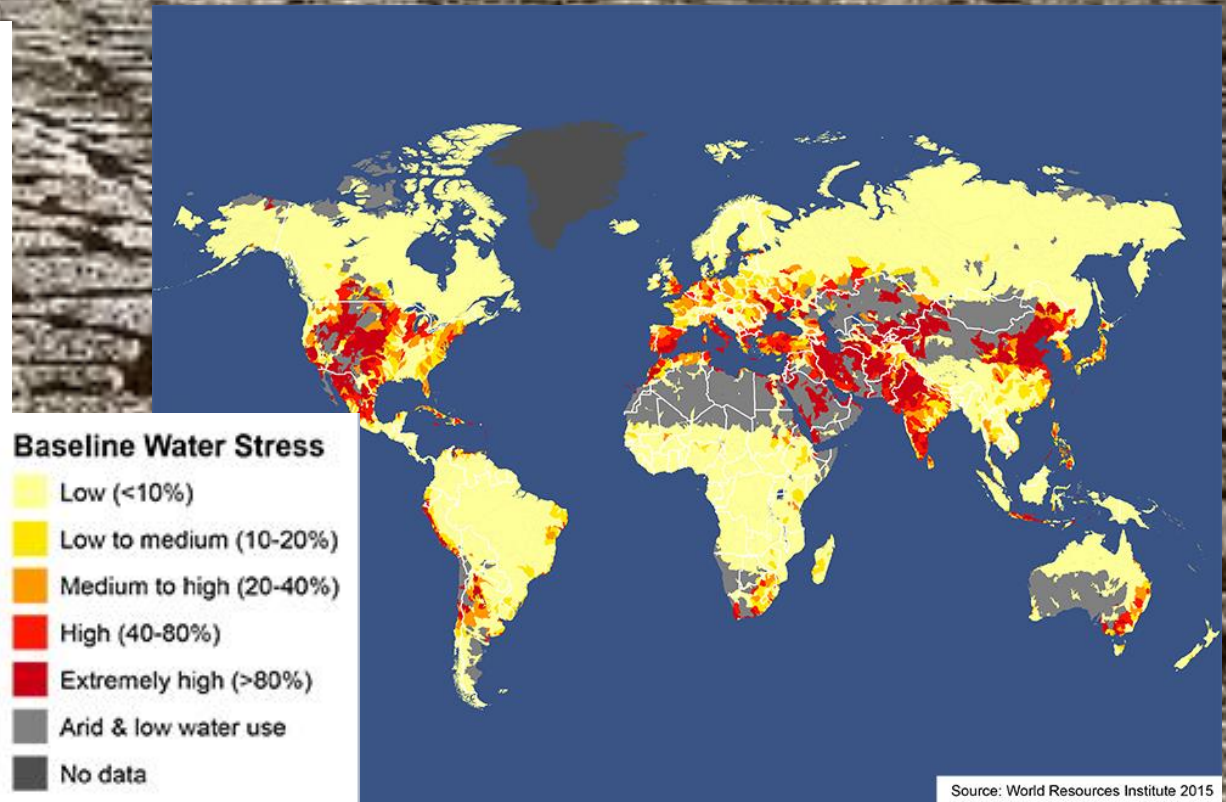 Baseline Water Stress
Low (<10%)
Low to medium (10-20%)
Medium to high (20-40%)
High (40-80%)
Extremely high (>80%)
Arid & low water use
No data
Source: World Resources Institute 2015